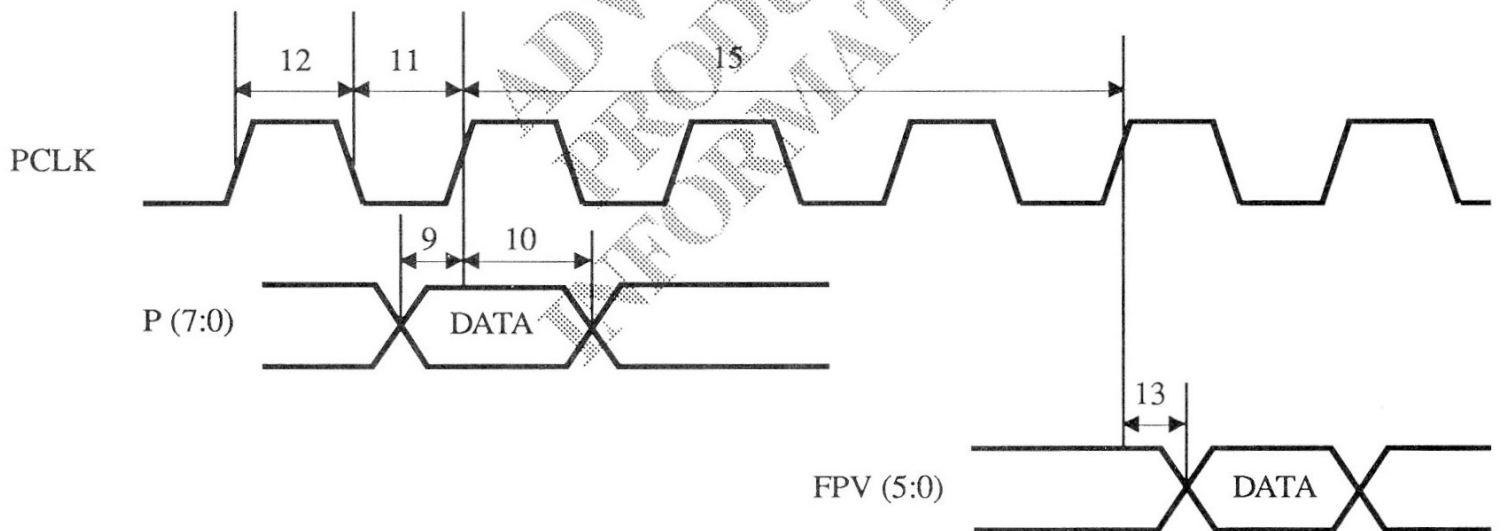 12 11 15
PCLK
9 10
P (7:0) DATA
13
FPV (5:0) DATA